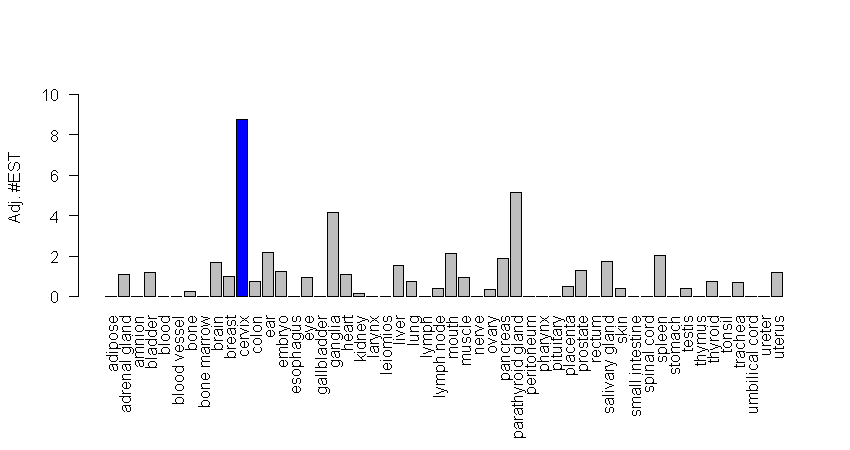 Adj. #EST
10
8
6
4
2
0
adipose
adrenal gland
amnion
bladder
blood
blood vessel
bone
bone marrow
brain
breast
cervix
colon
ear
embryo
esophagus
eye
gallbladder
ganglia
heart
kidney
larynx
leiomios
liver
lung
lymph
lymph node
mouth
muscle
nerve
ovary
pancreas
parathyroid gland
peritoneum
pharynx
pituitary
placenta
prostate
rectum
salivary gland
skin
small intestine
spinal cord
spleen
stomach
testis
thymus
thyroid
tonsil
trachea
umbilical cord
ureter
uterus